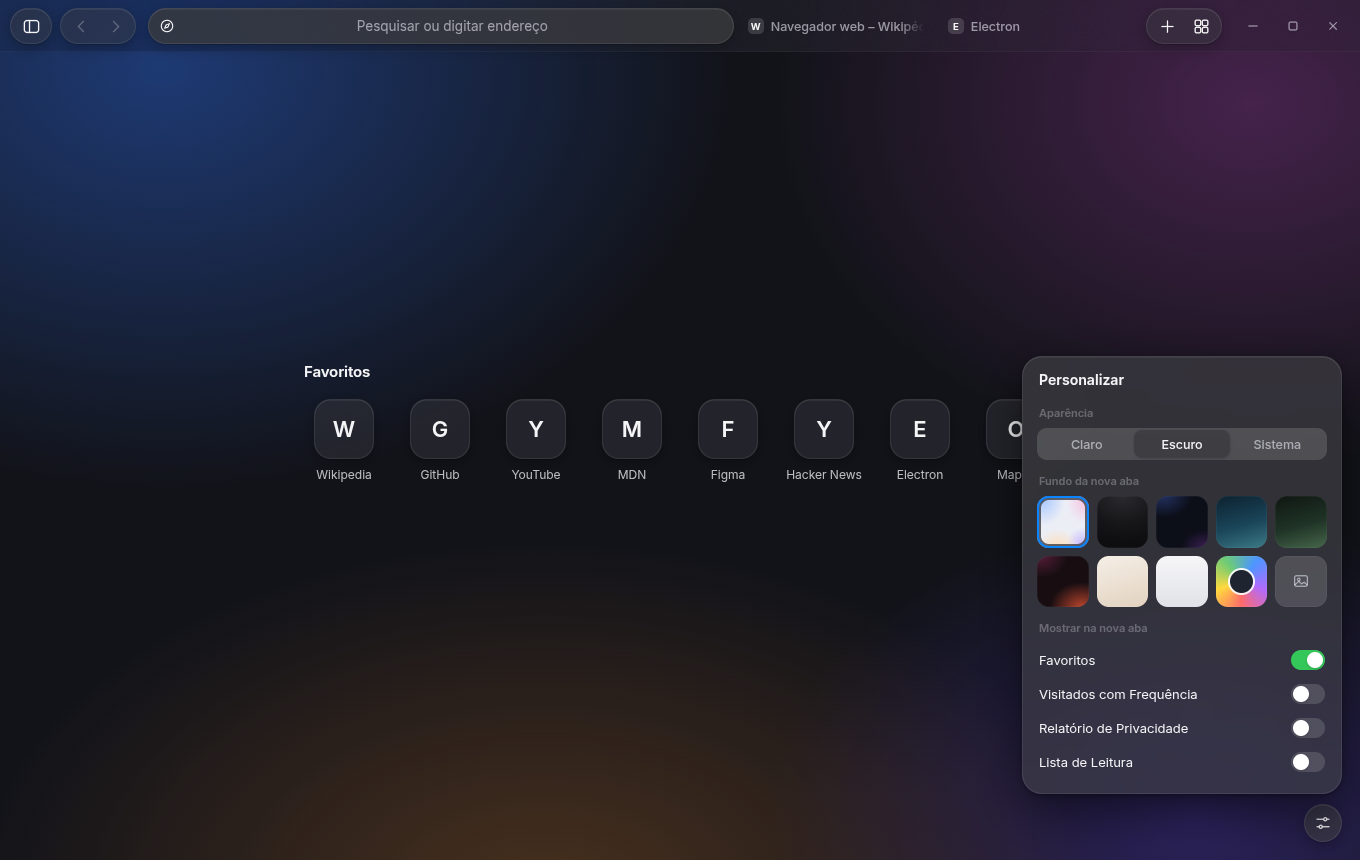 Pesquisar ou digitar endereço
W Navegador web – Wikipé
E Electron
Favoritos
W G Y M F Y E O
Wikipedia GitHub YouTube MDN Figma Hacker News Electron Map
Personalizar
Aparência
Claro Escuro Sistema
Fundo da nova aba
Mostrar na nova aba
Favoritos
Visitados com Frequência
Relatório de Privacidade
Lista de Leitura